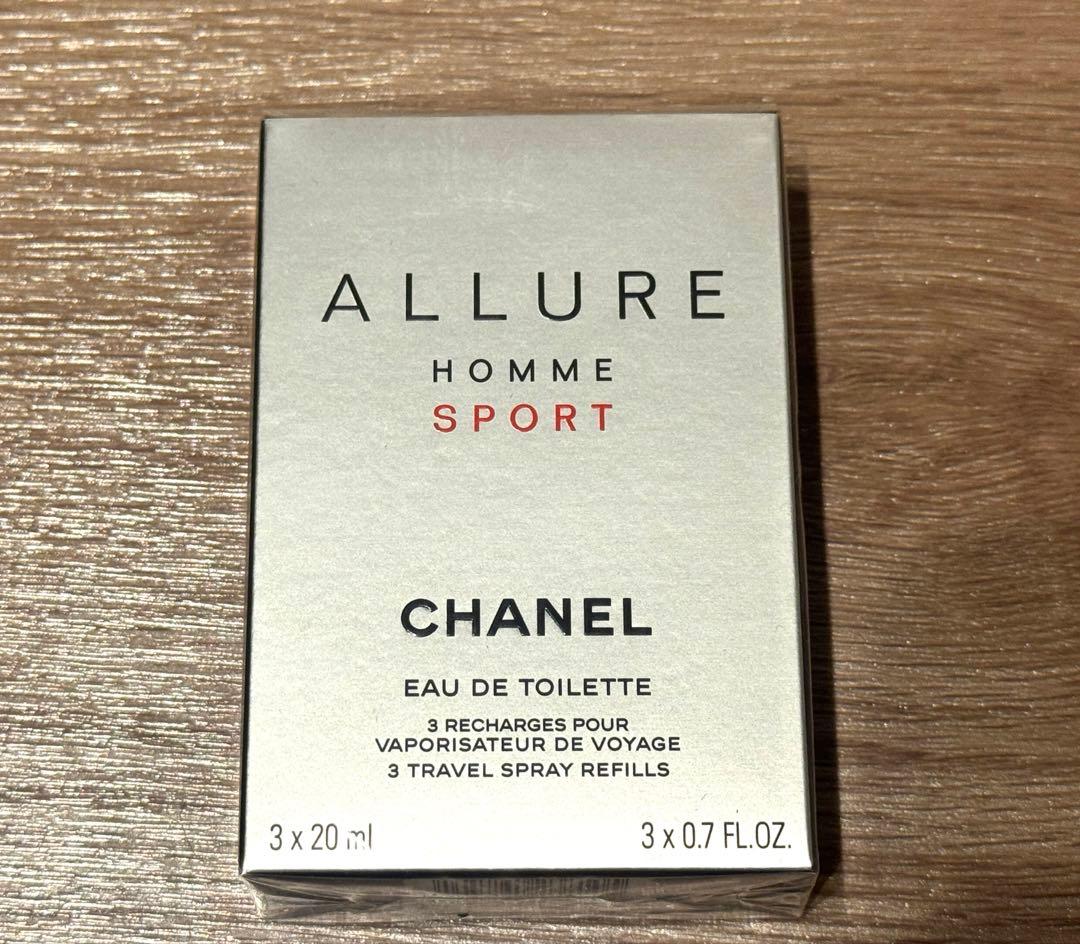 ALLURE
HOMME
SPORT
CHANEL
EAU DE TOILETTE
3 RECHARGES POUR
VAPORISATEUR DE VOYAGE
3 TRAVEL SPRAY REFILLS
3 x 20 ml
3 x 0.7 FL.OZ.